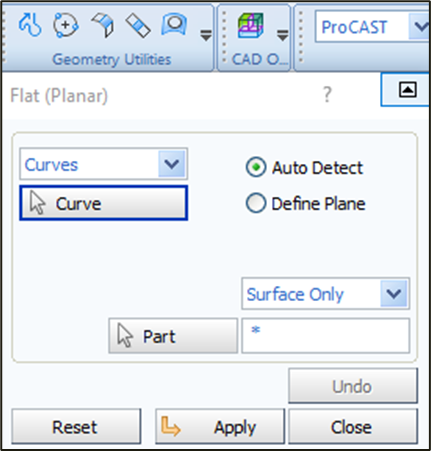 ProCAST
Geometry Utilities
CAD O...
Flat (Planar)
?
Curves
Auto Detect
Curve
Define Plane
Surface Only
Part
*
Undo
Reset
Apply
Close